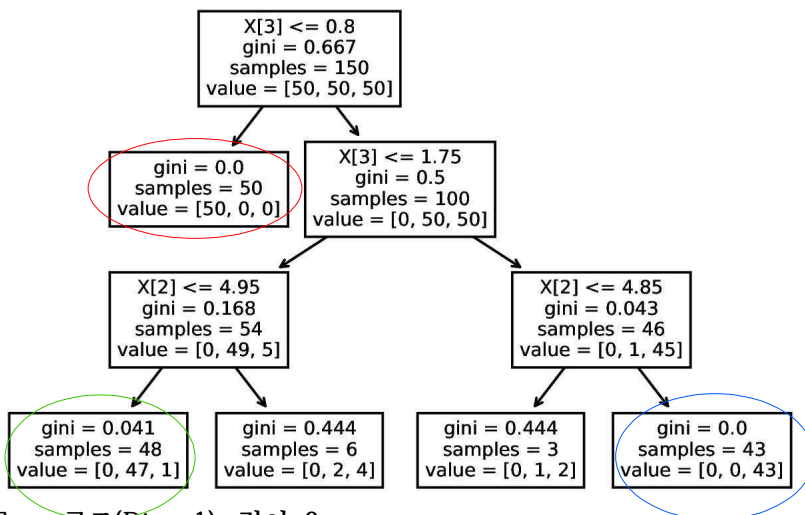 X[3] <= 0.8
gini = 0.667
samples = 150
value = [50, 50, 50]
gini = 0.0
samples = 50
value = [50, 0, 0]
X[3] <= 1.75
gini = 0.5
samples = 100
value = [0, 50, 50]
X[2] <= 4.95
gini = 0.168
samples = 54
value = [0, 49, 5]
X[2] <= 4.85
gini = 0.043
samples = 46
value = [0, 1, 45]
gini = 0.041
samples = 48
value = [0, 47, 1]
gini = 0.444
samples = 6
value = [0, 2, 4]
gini = 0.444
samples = 3
value = [0, 1, 2]
gini = 0.0
samples = 43
value = [0, 0, 43]